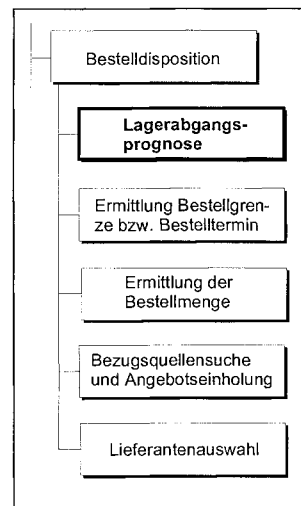 Bestelldisposition
Lagerabgangs-
prognose
Ermittlung Bestellgren-
ze bzw. Bestelltermin
Ermittlung der
Bestellmenge
Bezugsquellensuche
und Angebotseinholung
Lieferantenauswahl